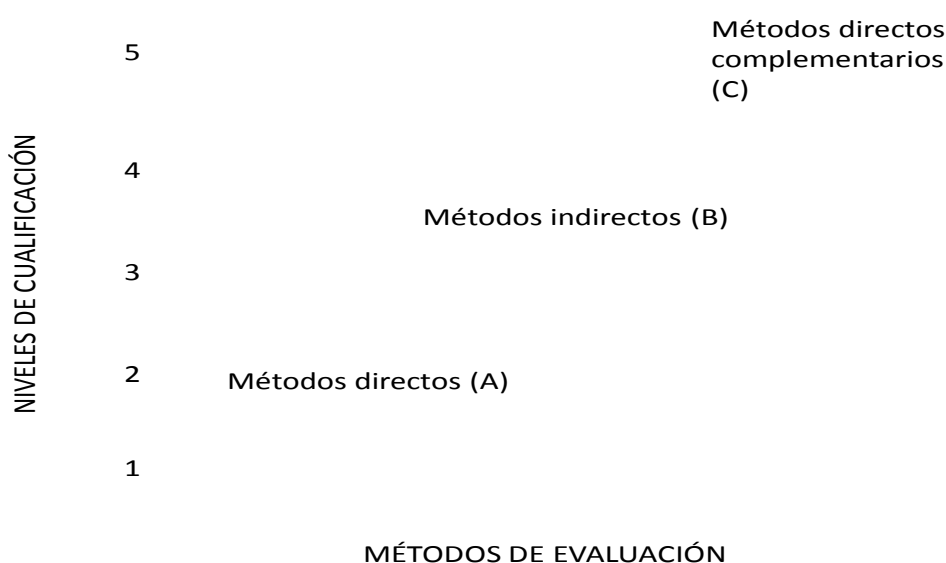 Métodos directos
complementarios
(C)
5
4
Métodos indirectos (B)
3
2
Métodos directos (A)
1
NIVELES DE CUALIFICACIÓN
MÉTODOS DE EVALUACIÓN